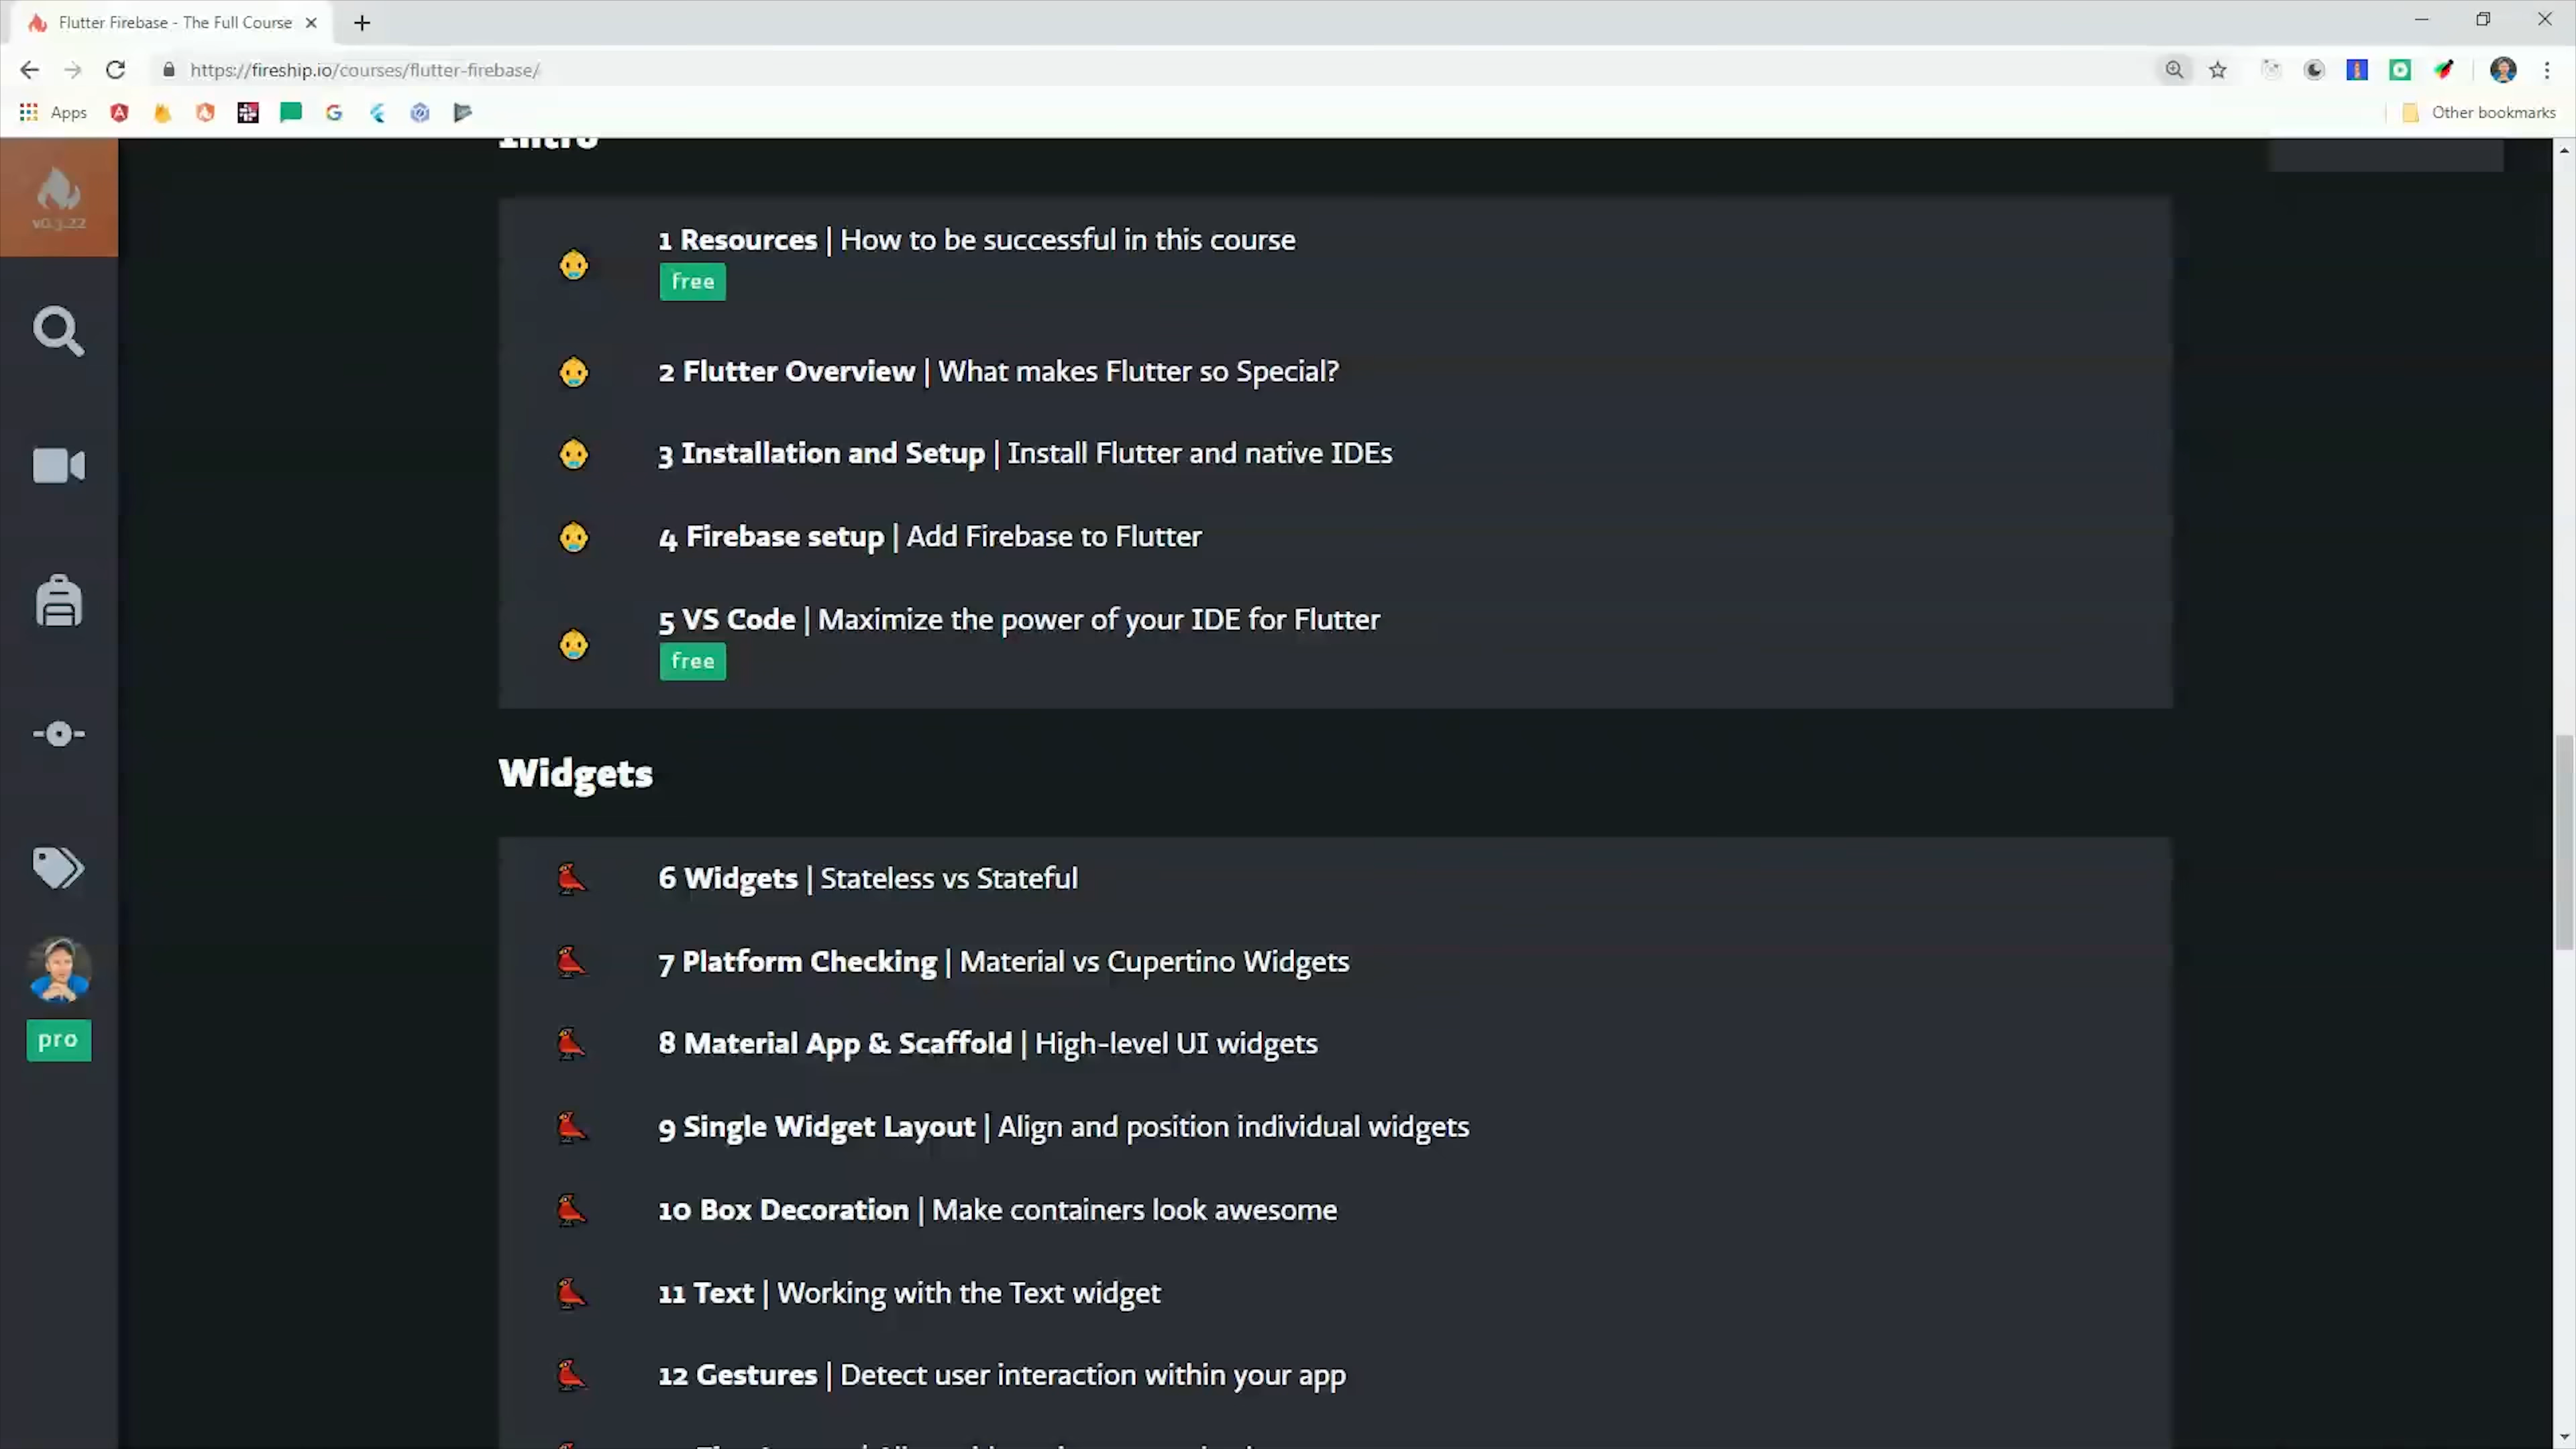 Flutter Firebase - The Full Course
https://fireship.io/courses/flutter-firebase/
Apps
Other bookmarks
v0.3.22
Intro
1 Resources | How to be successful in this course
free
2 Flutter Overview | What makes Flutter so Special?
3 Installation and Setup | Install Flutter and native IDEs
4 Firebase setup | Add Firebase to Flutter
5 VS Code | Maximize the power of your IDE for Flutter
free
Widgets
6 Widgets | Stateless vs Stateful
7 Platform Checking | Material vs Cupertino Widgets
8 Material App & Scaffold | High-level UI widgets
9 Single Widget Layout | Align and position individual widgets
pro
10 Box Decoration | Make containers look awesome
11 Text | Working with the Text widget
12 Gestures | Detect user interaction within your app